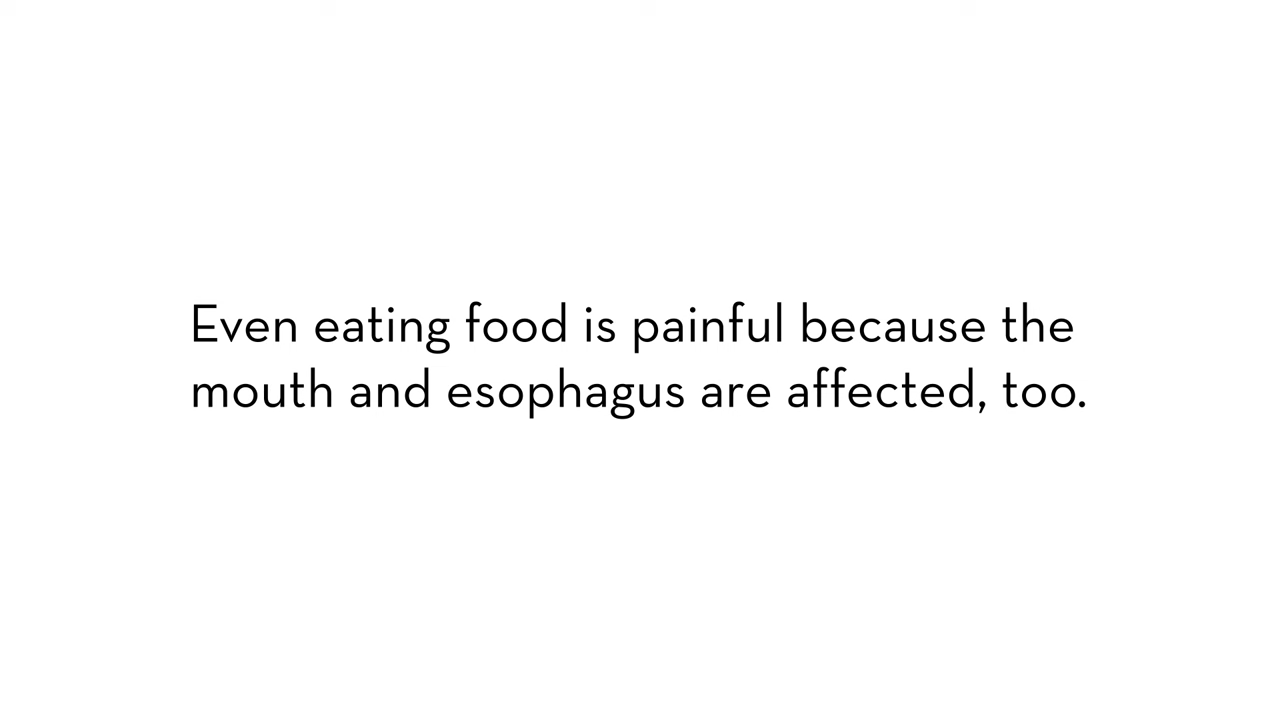 Even eating food is painful because the
mouth and esophagus are affected, too.